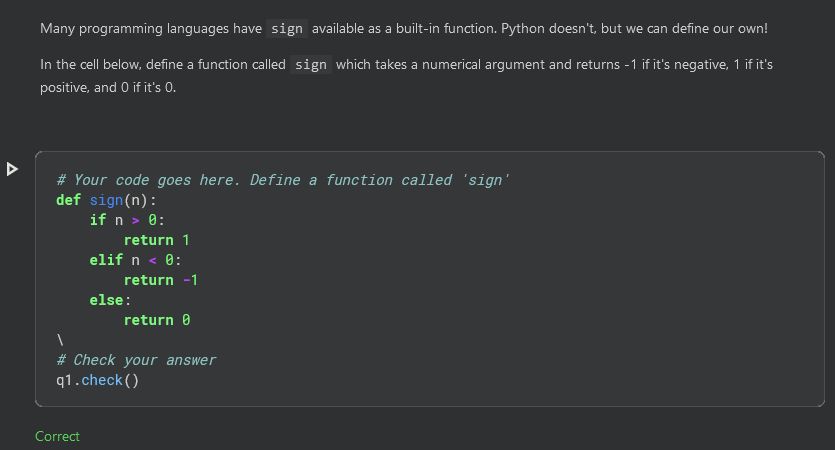 Many programming languages have sign available as a built-in function. Python doesn't, but we can define our own!
In the cell below, define a function called sign which takes a numerical argument and returns -1 if it's negative, 1 if it's
positive, and 0 if it's 0.
# Your code goes here. Define a function called 'sign'
def sign(n):
    if n > 0:
        return 1
    elif n < 0:
        return -1
    else:
        return 0
\
# Check your answer
q1.check()
Correct